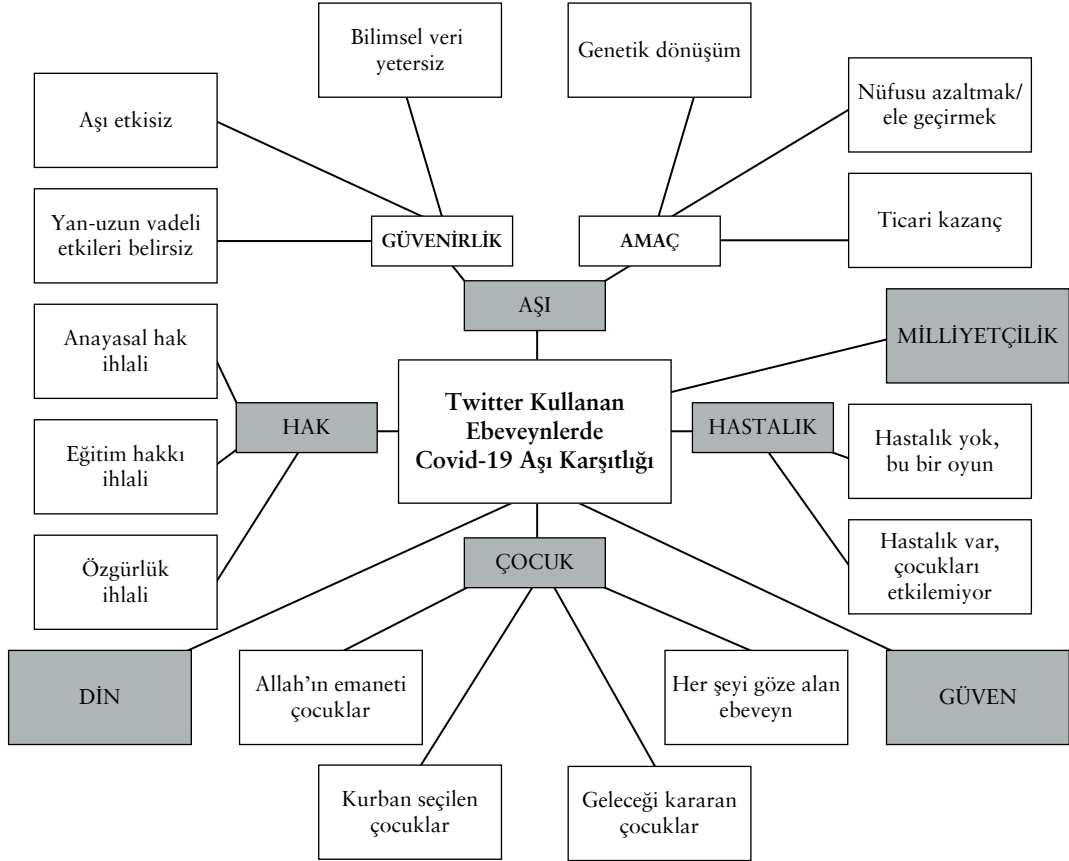 Bilimsel veri
yetersiz
Genetik dönüşüm
Aşı etkisiz
Nüfusu azaltmak/
ele geçirmek
Yan-uzun vadeli
etkileri belirsiz
GÜVENİRLİK
AMAÇ
Ticari kazanç
AŞI
Anayasal hak
ihlali
MİLLİYETÇİLİK
Twitter Kullanan
Ebeveynlerde
Covid-19 Aşı Karşıtlığı
HAK
HASTALIK
Eğitim hakkı
ihlali
Hastalık yok,
bu bir oyun
Özgürlük
ihlali
ÇOCUK
Hastalık var,
çocukları
etkilemiyor
DİN
Allah’ın emaneti
çocuklar
Her şeyi göze alan
ebeveyn
GÜVEN
Kurban seçilen
çocuklar
Geleceği kararan
çocuklar